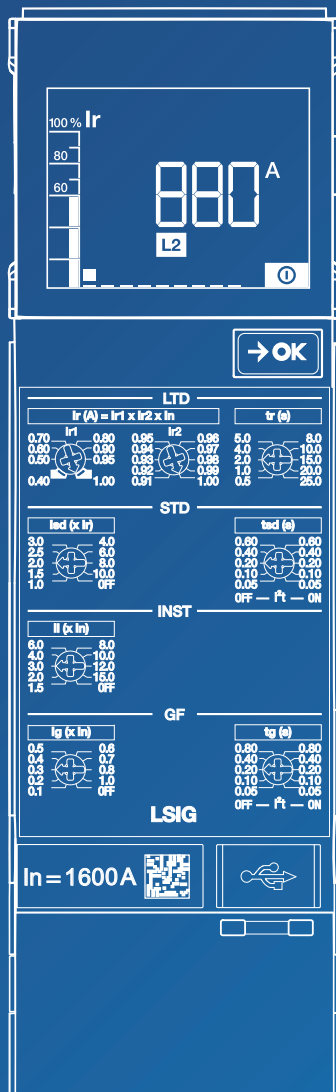 100 % Ir
80
60
880 A
L2
→OK
LTD
Ir (A) = Ir1 x Ir2 x In
tr (s)
Ir1
Ir2
0.70 0.80 0.95 0.96 5.0 8.0
0.60 0.90 0.94 0.97 4.0 10.0
0.50 0.95 0.93 0.98 2.0 15.0
0.92 0.99 1.0 20.0
0.40 1.00 0.91 1.00 0.5 25.0
STD
Isd (x Ir)
tsd (s)
3.0 4.0 0.60 0.60
2.5 6.0 0.40 0.40
2.0 8.0 0.20 0.20
1.5 10.0 0.10 0.10
1.0 OFF 0.05 0.05
OFF — I²t — ON
INST
Ii (x In)
6.0 8.0
4.0 10.0
3.0 12.0
2.0 15.0
1.5 OFF
GF
Ig (x In)
tg (s)
0.5 0.6 0.80 0.80
0.4 0.7 0.40 0.40
0.3 0.8 0.20 0.20
0.2 1.0 0.10 0.10
0.1 OFF 0.05 0.05
OFF — I²t — ON
LSIG
In = 1600 A